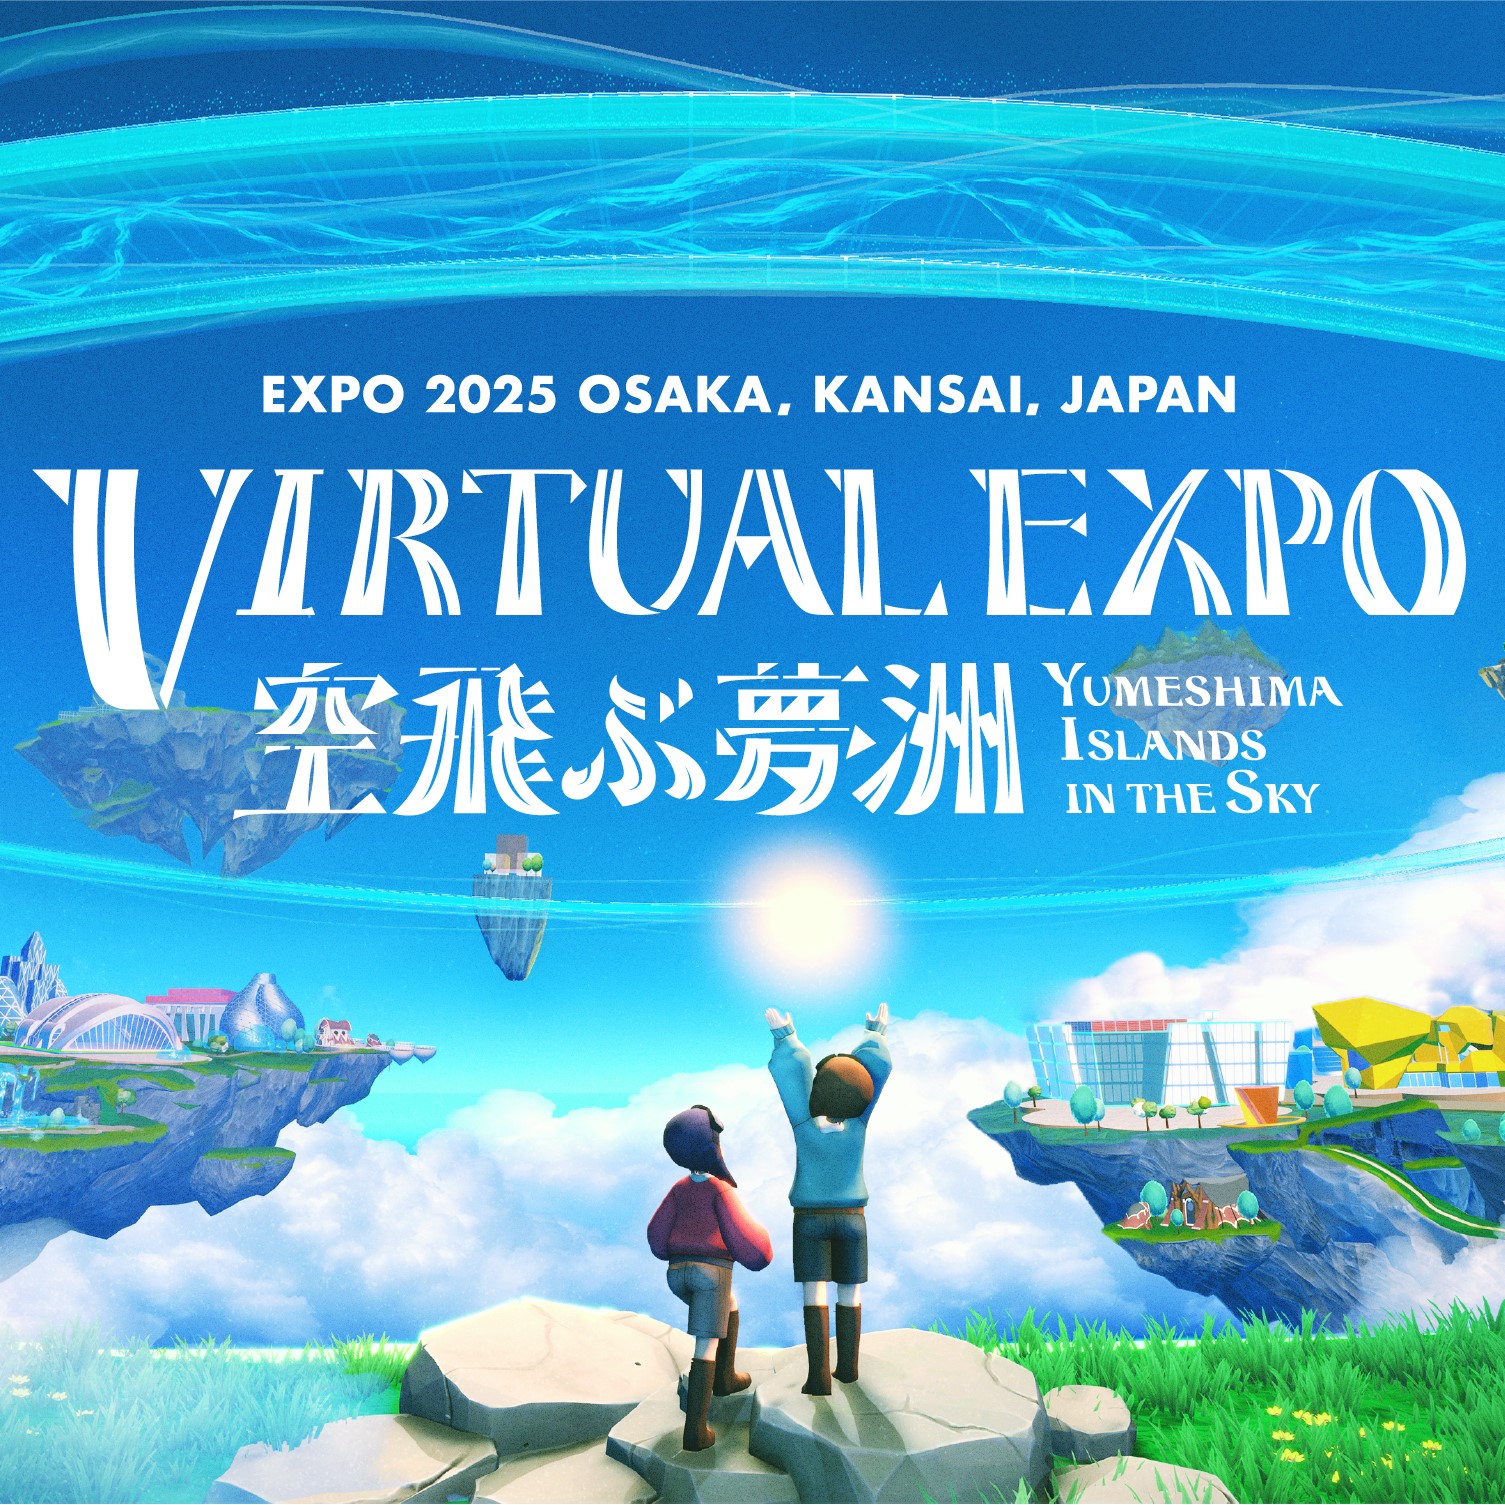 EXPO 2025 OSAKA, KANSAI, JAPAN
VIRTUAL EXPO
空飛ぶ夢洲
YUMESHIMA
ISLANDS
IN THE SKY